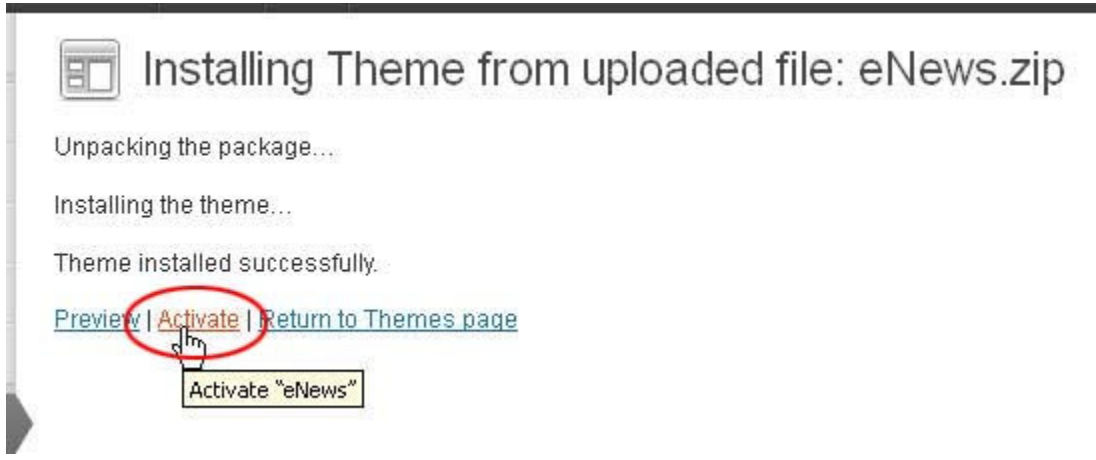 Installing Theme from uploaded file: eNews.zip
Unpacking the package…
Installing the theme…
Theme installed successfully.
Preview | Activate | Return to Themes page
Activate “eNews”